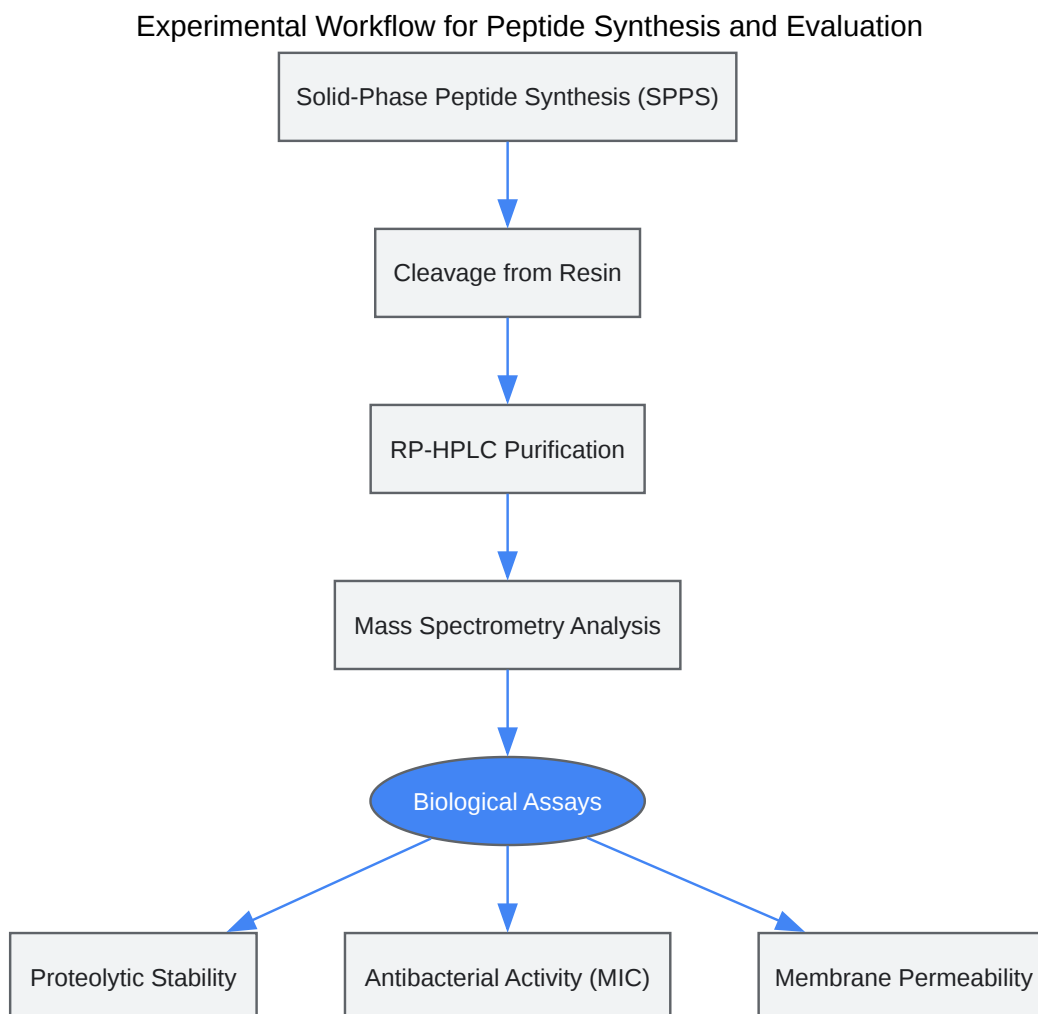 Experimental Workflow for Peptide Synthesis and Evaluation
Solid-Phase Peptide Synthesis (SPPS)
Cleavage from Resin
RP-HPLC Purification
Mass Spectrometry Analysis
Biological Assays
Proteolytic Stability
Antibacterial Activity (MIC)
Membrane Permeability